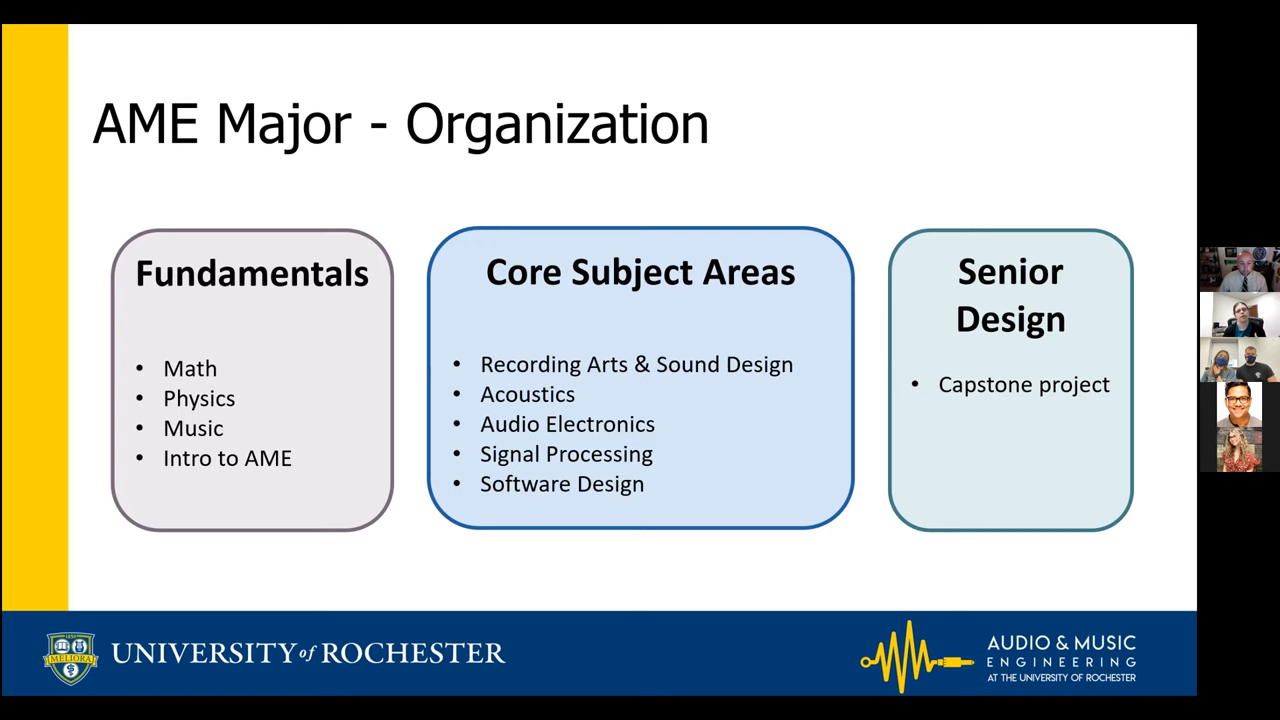 AME Major - Organization
Fundamentals
• Math
• Physics
• Music
• Intro to AME
Core Subject Areas
• Recording Arts & Sound Design
• Acoustics
• Audio Electronics
• Signal Processing
• Software Design
Senior
Design
• Capstone project
MELIORA
UNIVERSITY of ROCHESTER
AUDIO & MUSIC
ENGINEERING
AT THE UNIVERSITY OF ROCHESTER